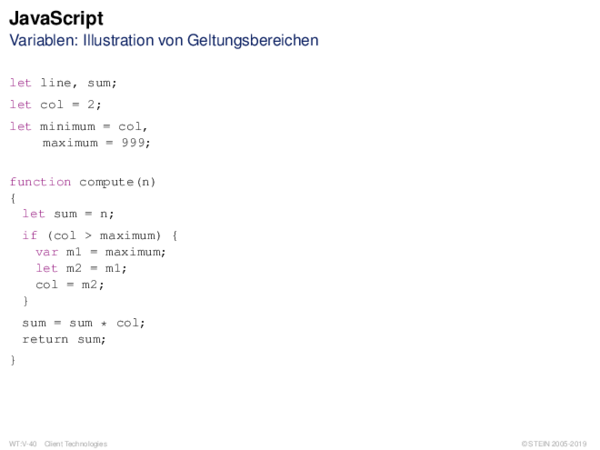 JavaScript
Variablen: Illustration von Geltungsbereichen
let line, sum;
let col = 2;
let minimum = col,
maximum = 999;
function compute(n)
{
let sum = n;
if (col > maximum) {
var m1 = maximum;
let m2 = m1;
col = m2;
}
sum = sum * col;
return sum;
}
WT:V-40 Client Technologies
© STEIN 2005-2019